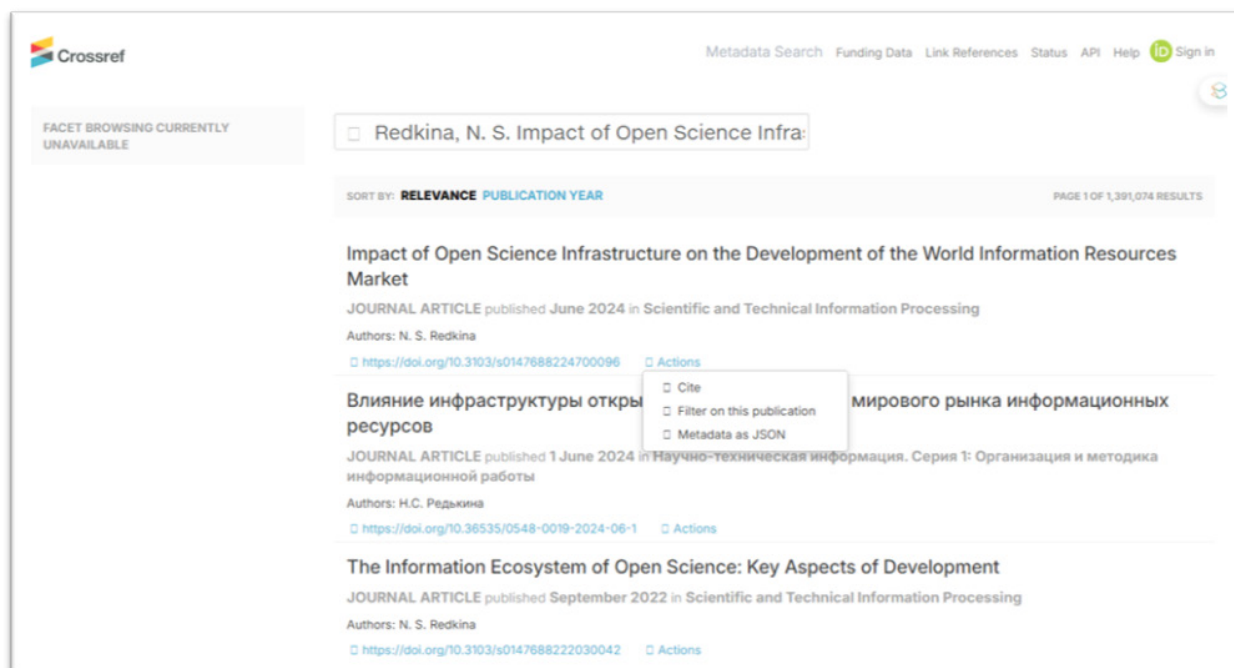 Crossref
Metadata Search Funding Data Link References Status API Help iD Sign in
FACET BROWSING CURRENTLY
UNAVAILABLE
Redkina, N. S. Impact of Open Science Infra
SORT BY: RELEVANCE PUBLICATION YEAR
PAGE 1 OF 1,391,074 RESULTS
Impact of Open Science Infrastructure on the Development of the World Information Resources
Market
JOURNAL ARTICLE published June 2024 in Scientific and Technical Information Processing
Authors: N. S. Redkina
https://doi.org/10.3103/s0147688224700096 Actions
Cite
Filter on this publication
Metadata as JSON
Влияние инфраструктуры откры мирового рынка информационных
ресурсов
JOURNAL ARTICLE published 1 June 2024 in Научно-техническая информация. Серия 1: Организация и методика
информационной работы
Authors: Н.С. Редькина
https://doi.org/10.36535/0548-0019-2024-06-1 Actions
The Information Ecosystem of Open Science: Key Aspects of Development
JOURNAL ARTICLE published September 2022 in Scientific and Technical Information Processing
Authors: N. S. Redkina
https://doi.org/10.3103/s0147688222030042 Actions